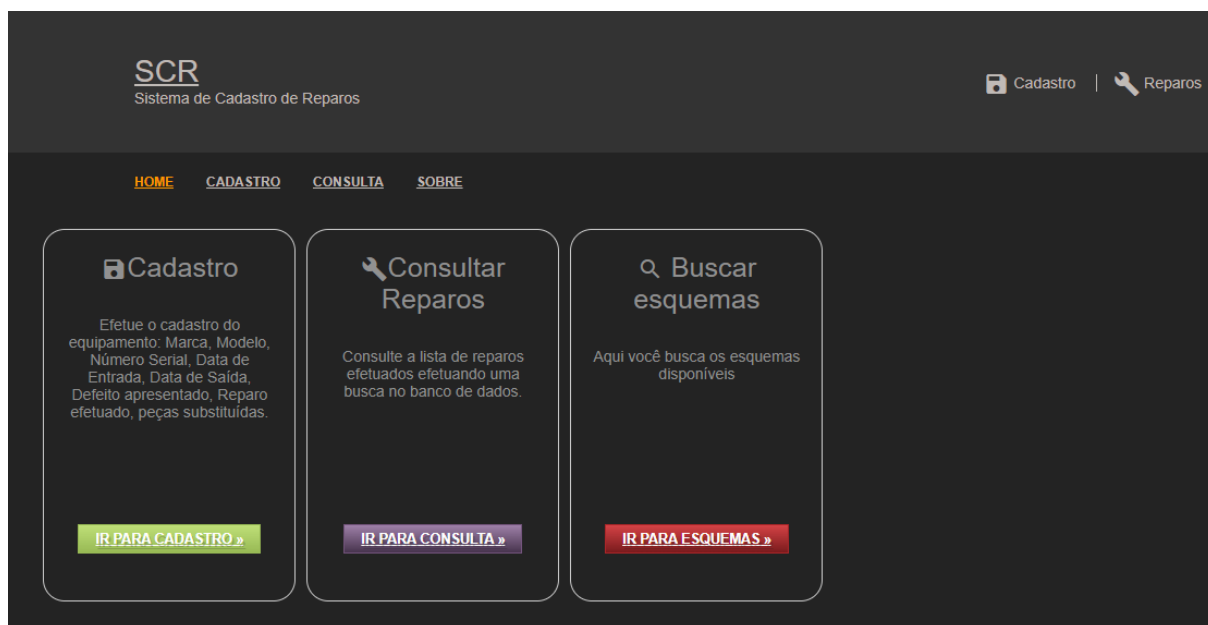 SCR
Sistema de Cadastro de Reparos
Cadastro | Reparos
HOME CADASTRO CONSULTA SOBRE
Cadastro
Efetue o cadastro do
equipamento: Marca, Modelo,
Número Serial, Data de
Entrada, Data de Saída,
Defeito apresentado, Reparo
efetuado, peças substituídas.
IR PARA CADASTRO »
Consultar
Reparos
Consulte a lista de reparos
efetuados efetuando uma
busca no banco de dados.
IR PARA CONSULTA »
Buscar
esquemas
Aqui você busca os esquemas
disponíveis
IR PARA ESQUEMAS »